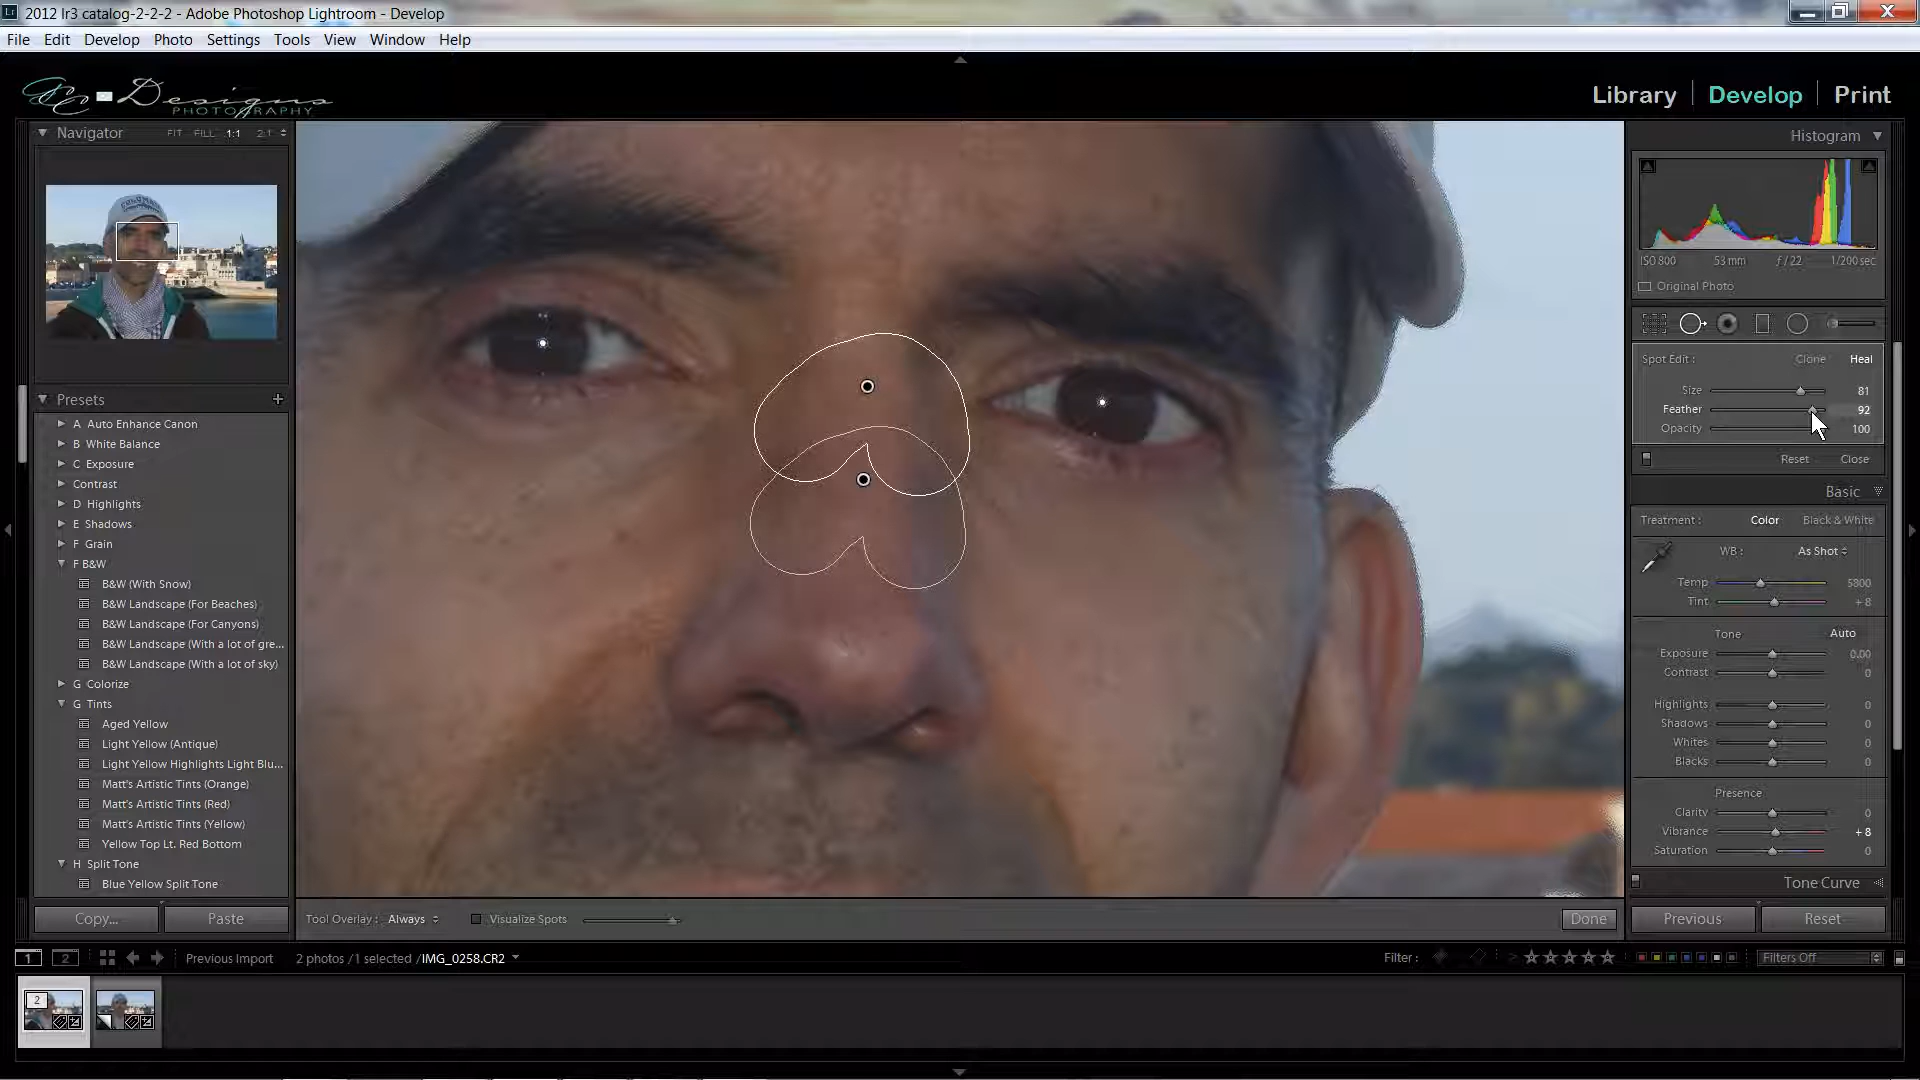 2012 lr3 catalog-2-2-2 - Adobe Photoshop Lightroom - Develop
File Edit Develop Photo Settings Tools View Window Help
Designs
PHOTOGRAPHY
Library Develop Print
Navigator FIT FILL 1:1 2:1
Histogram
ISO 800 53 mm ƒ / 22 1/200 sec
Original Photo
Spot Edit : Clone Heal
Size 81
Feather 92
Opacity 100
Reset Close
Basic
Treatment : Color Black & White
WB : As Shot
Temp 5800
Tint + 8
Tone Auto
Exposure 0.00
Contrast 0
Highlights 0
Shadows 0
Whites 0
Blacks 0
Presence
Clarity 0
Vibrance + 8
Saturation 0
Tone Curve
Previous Reset
Presets +
A Auto Enhance Canon
B White Balance
C Exposure
Contrast
D Highlights
E Shadows
F Grain
F B&W
B&W (With Snow)
B&W Landscape (For Beaches)
B&W Landscape (For Canyons)
B&W Landscape (With a lot of gre...
B&W Landscape (With a lot of sky)
G Colorize
G Tints
Aged Yellow
Light Yellow (Antique)
Light Yellow Highlights Light Blu...
Matt's Artistic Tints (Orange)
Matt's Artistic Tints (Red)
Matt's Artistic Tints (Yellow)
Yellow Top Lt. Red Bottom
H Split Tone
Blue Yellow Split Tone
Copy... Paste
Tool Overlay : Always Visualize Spots Done
1 2 Previous Import 2 photos / 1 selected / IMG_0258.CR2 Filter : Filters Off
2